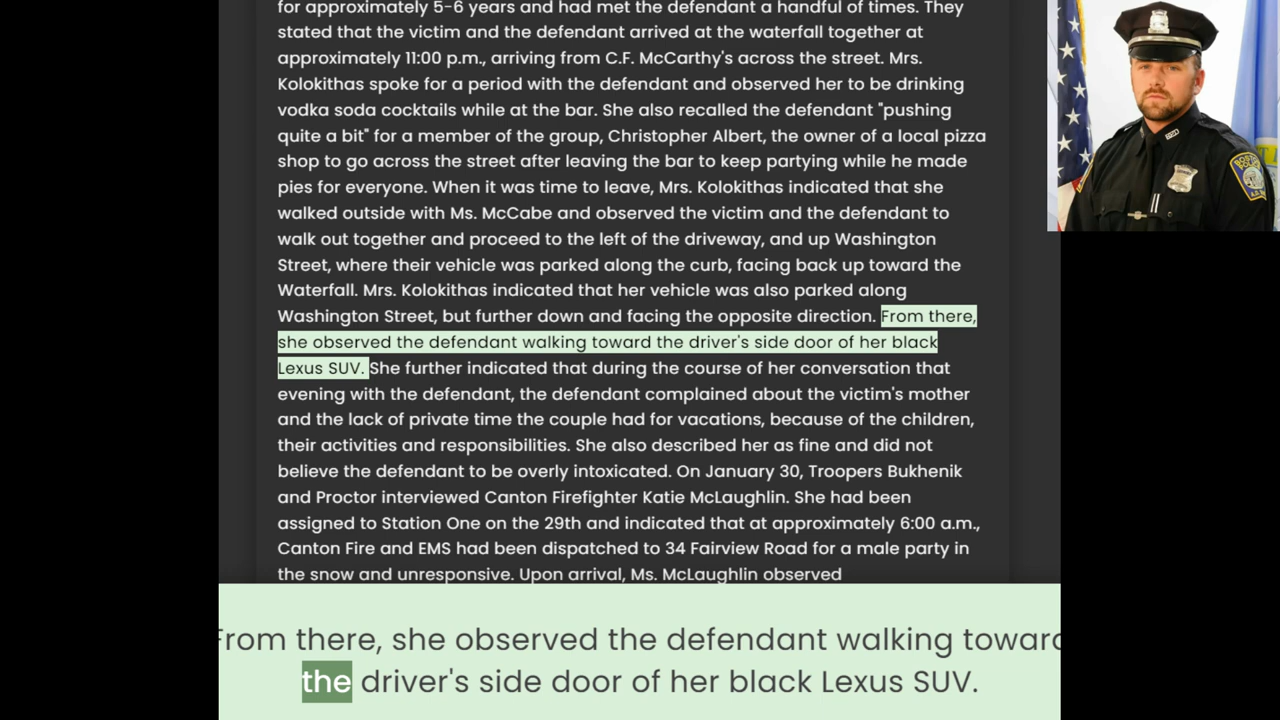 for approximately 5-6 years and had met the defendant a handful of times. They
stated that the victim and the defendant arrived at the waterfall together at
approximately 11:00 p.m., arriving from C.F. McCarthy's across the street. Mrs.
Kolokithas spoke for a period with the defendant and observed her to be drinking
vodka soda cocktails while at the bar. She also recalled the defendant "pushing
quite a bit" for a member of the group, Christopher Albert, the owner of a local pizza
shop to go across the street after leaving the bar to keep partying while he made
pies for everyone. When it was time to leave, Mrs. Kolokithas indicated that she
walked outside with Ms. McCabe and observed the victim and the defendant to
walk out together and proceed to the left of the driveway, and up Washington
Street, where their vehicle was parked along the curb, facing back up toward the
Waterfall. Mrs. Kolokithas indicated that her vehicle was also parked along
Washington Street, but further down and facing the opposite direction. From there,
she observed the defendant walking toward the driver's side door of her black
Lexus SUV. She further indicated that during the course of her conversation that
evening with the defendant, the defendant complained about the victim's mother
and the lack of private time the couple had for vacations, because of the children,
their activities and responsibilities. She also described her as fine and did not
believe the defendant to be overly intoxicated. On January 30, Troopers Bukhenik
and Proctor interviewed Canton Firefighter Katie McLaughlin. She had been
assigned to Station One on the 29th and indicated that at approximately 6:00 a.m.,
Canton Fire and EMS had been dispatched to 34 Fairview Road for a male party in
the snow and unresponsive. Upon arrival, Ms. McLaughlin observed
From there, she observed the defendant walking toward
the driver's side door of her black Lexus SUV.